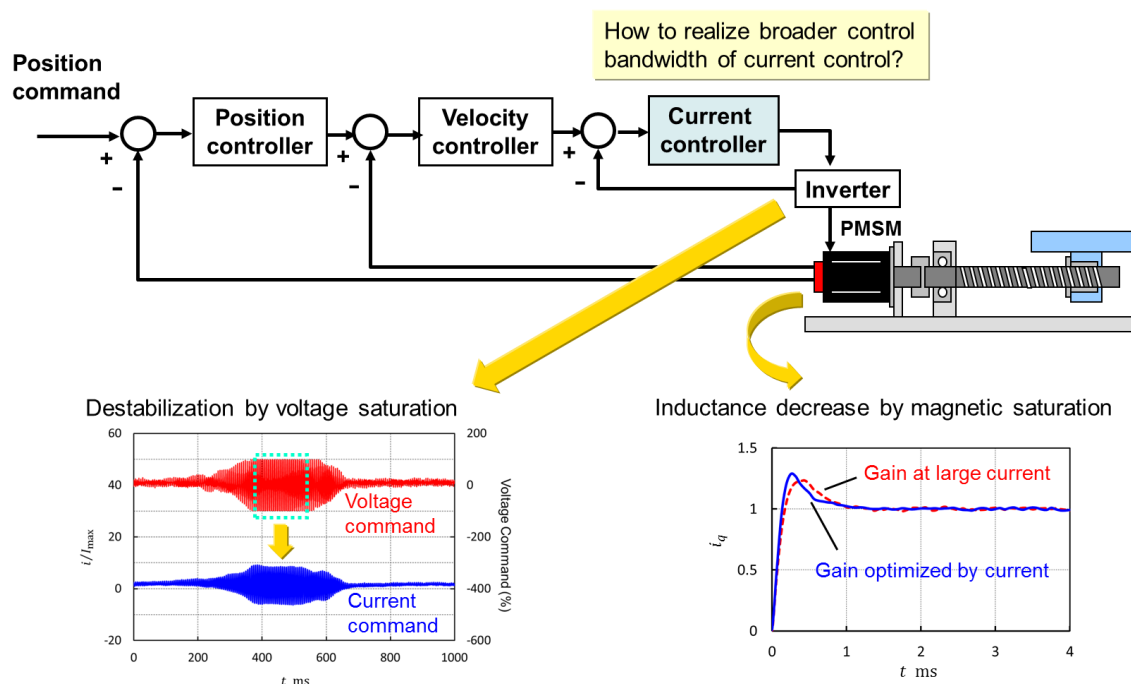 How to realize broader control
bandwidth of current control?
Position
command
Position
controller
Velocity
controller
Current
controller
+
−
+
−
+
−
Inverter
PMSM
Destabilization by voltage saturation
60
40
20
0
-20
i/Imax
200
0
-200
-400
-600
Voltage Command (%)
Voltage
command
Current
command
0
200
400
600
800
1000
t ms
Inductance decrease by magnetic saturation
1.5
1
0.5
0
i_q
Gain at large current
Gain optimized by current
0
1
2
3
4
t ms